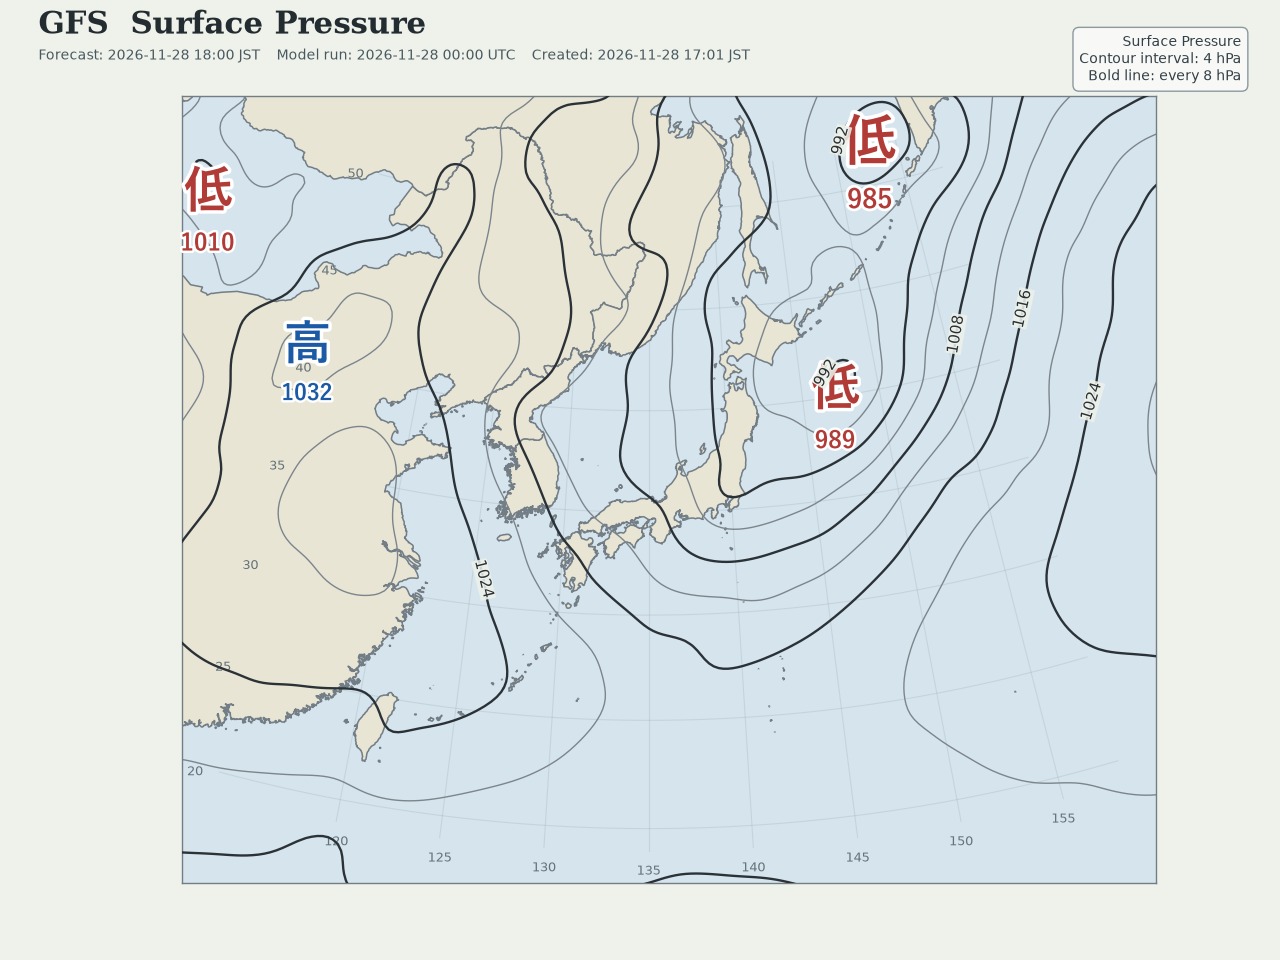 GFS  Surface Pressure
Forecast: 2026-11-28 18:00 JST    Model run: 2026-11-28 00:00 UTC    Created: 2026-11-28 17:01 JST
Surface Pressure
Contour interval: 4 hPa
Bold line: every 8 hPa
992
低
985
50
低
1010
45
1016
1008
高
40
1032
992
低
989
1024
35
30
1024
25
20
120
125
130
135
140
145
150
155